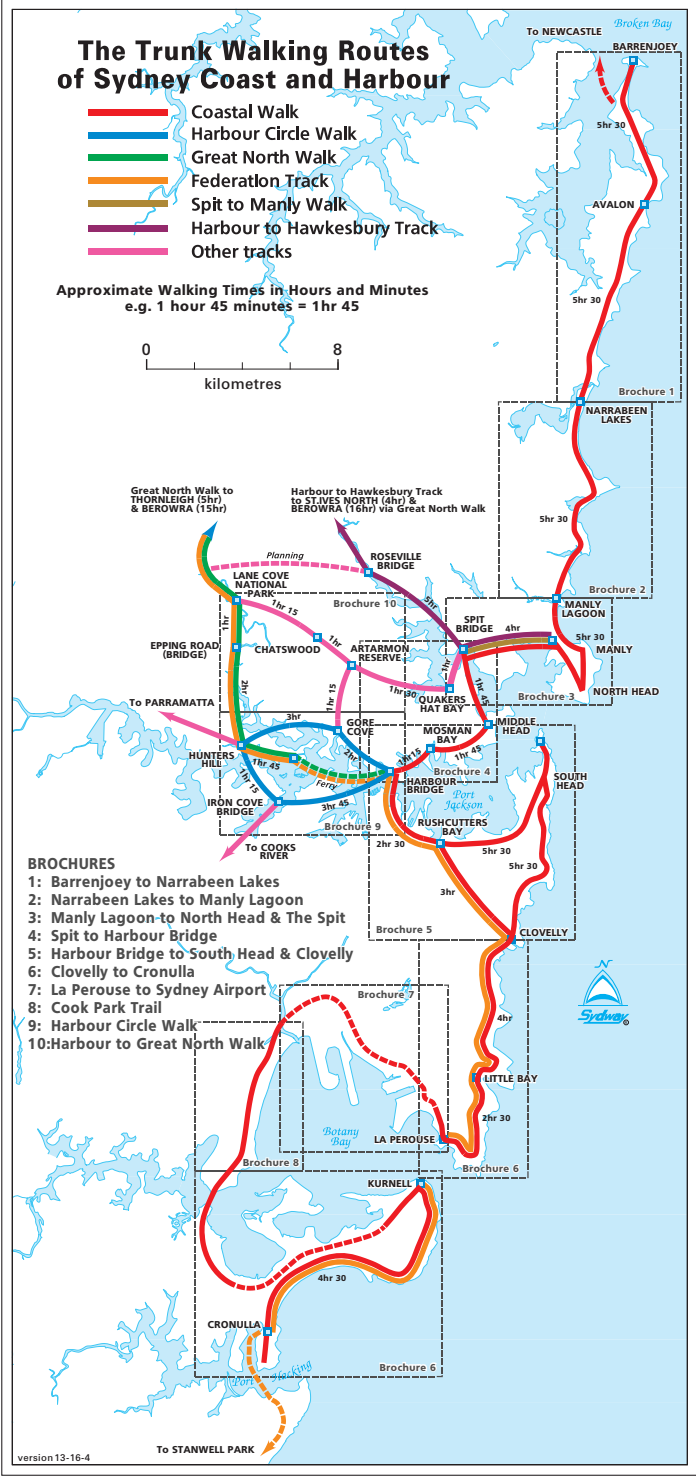 To NEWCASTLE
Broken Bay
BARRENJOEY
The Trunk Walking Routes
of Sydney Coast and Harbour
Coastal Walk
Harbour Circle Walk
Great North Walk
Federation Track
Spit to Manly Walk
Harbour to Hawkesbury Track
Other tracks
Approximate Walking Times in Hours and Minutes
e.g. 1 hour 45 minutes = 1hr 45
0
8
kilometres
5hr 30
AVALON
5hr 30
Brochure 1
NARRABEEN
LAKES
5hr 30
Brochure 2
Great North Walk to
THORNLEIGH (5hr)
& BEROWRA (15hr)
Harbour to Hawkesbury Track
to ST.IVES NORTH (4hr) &
BEROWRA (16hr) via Great North Walk
Planning
ROSEVILLE
BRIDGE
LANE COVE
NATIONAL
PARK
1hr 15
Brochure 10
5hr
MANLY
LAGOON
SPIT
BRIDGE
4hr
5hr 30
MANLY
1hr
EPPING ROAD
(BRIDGE)
CHATSWOOD
1hr
ARTARMON
RESERVE
1hr
1hr 30
QUAKERS
HAT BAY
1hr 45
Brochure 3
NORTH HEAD
2hr
1hr 15
To PARRAMATTA
3hr
GORE
COVE
2hr
MOSMAN
BAY
MIDDLE
HEAD
HUNTERS
HILL
1hr 45
Ferry
1hr15
1hr 45
Brochure 4
HARBOUR
BRIDGE
SOUTH
HEAD
1hr 15
IRON COVE
BRIDGE
3hr 45
Port
Jackson
Brochure 9
RUSHCUTTERS
BAY
2hr 30
5hr 30
5hr 30
To COOKS
RIVER
3hr
BROCHURES
1: Barrenjoey to Narrabeen Lakes
2: Narrabeen Lakes to Manly Lagoon
3: Manly Lagoon to North Head & The Spit
4: Spit to Harbour Bridge
5: Harbour Bridge to South Head & Clovelly
6: Clovelly to Cronulla
7: La Perouse to Sydney Airport
8: Cook Park Trail
9: Harbour Circle Walk
10:Harbour to Great North Walk
Brochure 5
CLOVELLY
N
Sydway
Brochure 7
4hr
LITTLE BAY
2hr 30
Botany
Bay
LA PEROUSE
Brochure 8
Brochure 6
KURNELL
4hr 30
CRONULLA
Port Hacking
Brochure 6
To STANWELL PARK
version 13-16-4